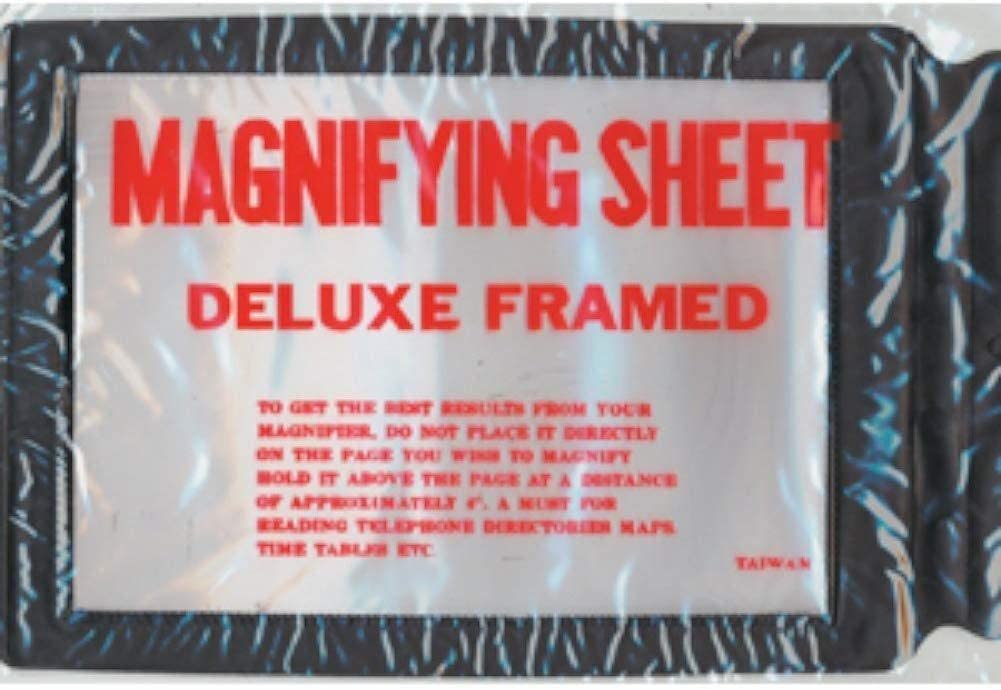 MAGNIFYING SHEET
DELUXE FRAMED
TO GET THE BEST RESULTS FROM YOUR
MAGNIFIER, DO NOT PLACE IT DIRECTLY
ON THE PAGE YOU WISH TO MAGNIFY
HOLD IT ABOVE THE PAGE AT A DISTANCE
OF APPROXIMATELY 4". A MUST FOR
READING TELEPHONE DIRECTORIES MAPS,
TIME TABLES ETC.
TAIWAN